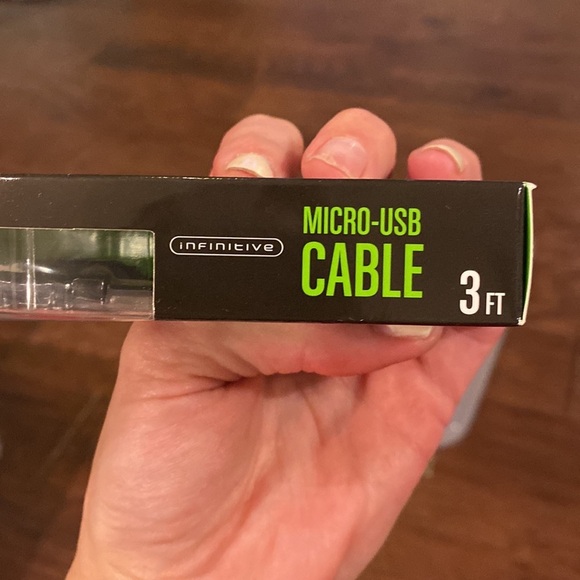 infinitive
MICRO-USB
CABLE
3 FT